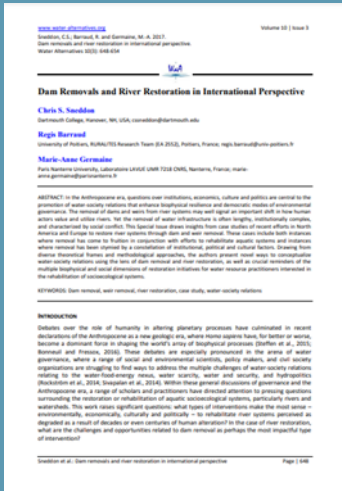 www.water-alternatives.org Volume 10 | Issue 3
Sneddon, C.S.; Barraud, R. and Germaine, M.-A. 2017.
Dam removals and river restoration in international perspective.
Water Alternatives 10(3): 648-654
Dam Removals and River Restoration in International Perspective
Chris S. Sneddon
Dartmouth College, Hanover, NH, USA; csneddon@dartmouth.edu
Regis Barraud
University of Poitiers, RURALITES Research Team (EA 2252), Poitiers, France; regis.barraud@univ-poitiers.fr
Marie-Anne Germaine
Paris Nanterre University, Laboratoire LAVUE UMR 7218 CNRS, Nanterre, France; marie-
anne.germaine@parisnanterre.fr
ABSTRACT: In the Anthropocene era, questions over institutions, economics, culture and politics are central to the
promotion of water-society relations that enhance biophysical resilience and democratic modes of environmental
governance. The removal of dams and weirs from river systems may well signal an important shift in how human
actors value and utilize rivers. Yet the removal of water infrastructure is often lengthy, institutionally complex,
and characterized by social conflict. This Special Issue draws insights from case studies of recent efforts in North
America and Europe to restore river systems through dam and weir removal. These cases include both instances
where removal has come to fruition in conjunction with efforts to rehabilitate aquatic systems and instances
where removal has been stymied by a constellation of institutional, political and cultural factors. Drawing from
diverse theoretical frames and methodological approaches, the authors present novel ways to conceptualize
water-society relations using the lens of dam removal and river restoration, as well as crucial reminders of the
multiple biophysical and social dimensions of restoration initiatives for water resource practitioners interested in
the rehabilitation of socioecological systems.
KEYWORDS: Dam removal, weir removal, river restoration, case study, water-society relations
INTRODUCTION
Debates over the role of humanity in altering planetary processes have culminated in recent
declarations of the Anthropocene as a new geologic era, where Homo sapiens have, for better or worse,
become a dominant force in shaping the world's array of biophysical processes (Steffen et al., 2011;
Bonneuil and Fressoz, 2016). These debates are especially pronounced in the arena of water
governance, where a range of social and environmental scientists, policy makers, and civil society
organizations are struggling to find ways to address the multiple challenges of water-society relations
relating to the water-food-energy nexus, water scarcity, water security, and hydropolitics
(Rockström et al., 2014; Sivapalan et al., 2014). Within these general discussions of governance and the
Anthropocene era, a range of scholars and practitioners have directed attention to pressing questions
surrounding the restoration or rehabilitation of aquatic socioecological systems, particularly rivers and
watersheds. This work raises significant questions: what types of interventions make the most sense –
environmentally, economically, culturally and politically – to rehabilitate river systems perceived as
degraded as a result of decades or even centuries of human alteration? In the case of river restoration,
what are the challenges and opportunities related to dam removal as perhaps the most impactful type
of intervention?
Sneddon et al.: Dam removals and river restoration in international perspective Page | 648